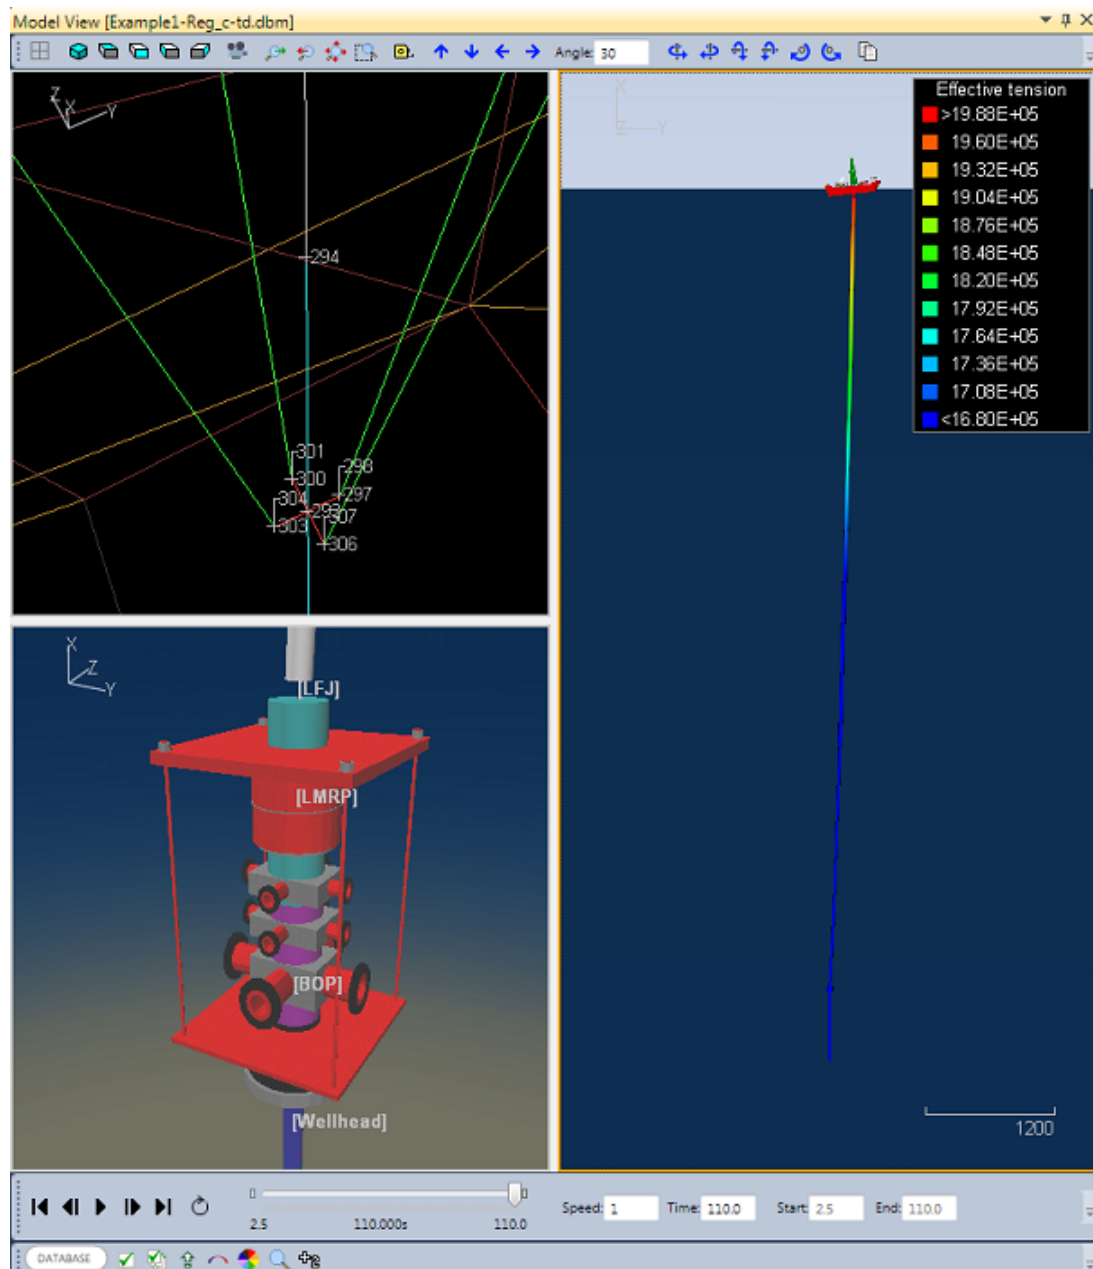 Model View [Example1-Reg_c-td.dbm]
Angle: 30
Z
X
Y
294
301
300
298
297
304
303
307
306
X
Z
Y
[LFJ]
[LMRP]
[BOP]
[Wellhead]
X
Z
Y
Effective tension
>19.88E+05
19.60E+05
19.32E+05
19.04E+05
18.76E+05
18.48E+05
18.20E+05
17.92E+05
17.64E+05
17.36E+05
17.08E+05
<16.80E+05
1200
2.5
110.000s
110.0
Speed: 1
Time: 110.0
Start: 2.5
End: 110.0
DATABASE